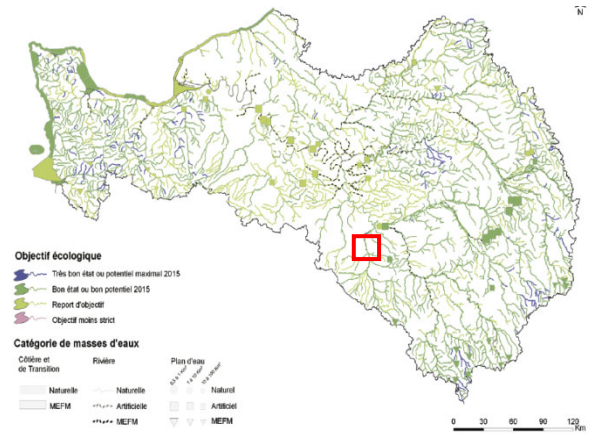 N
Objectif écologique
Très bon état ou potentiel maximal 2015
Bon état ou bon potentiel 2015
Report d'objectif
Objectif moins strict
Catégorie de masses d'eaux
Côtière et de Transition
Rivière
Plan d'eau
Naturelle
Naturelle
Naturel
MEFM
Artificielle
Artificiel
MEFM
MEFM
0 30 60 90 120
Km